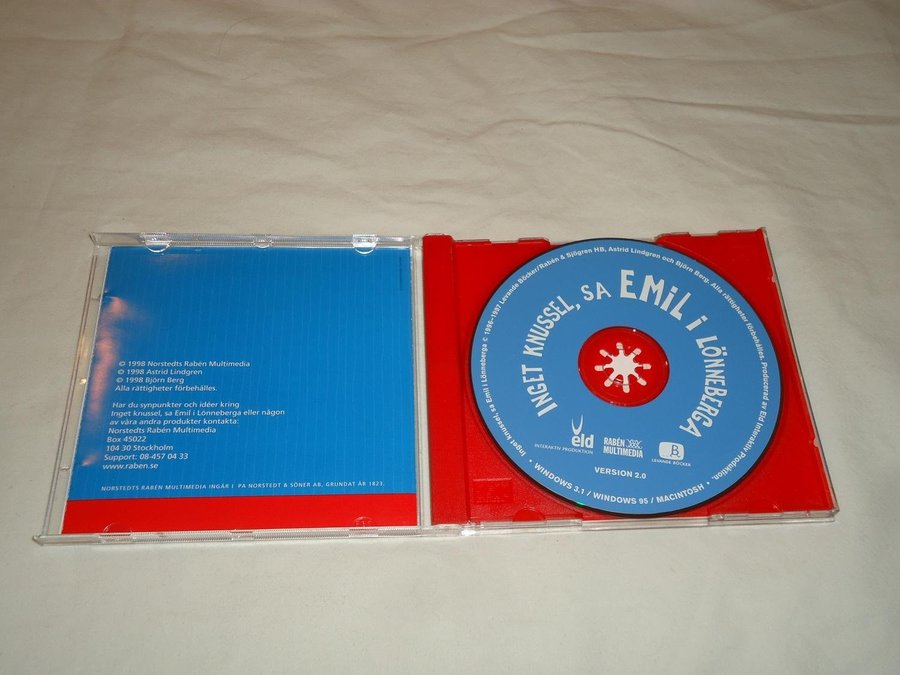 © 1998 Norstedts Rabén Multimedia
© 1998 Astrid Lindgren
© 1998 Björn Berg
Alla rättigheter förbehålles.
Har du synpunkter och idéer kring
Inget knussel, sa Emil i Lönneberga eller någon
av våra andra produkter kontakta:
Norstedts Rabén Multimedia
Box 45022
104 30 Stockholm
Support: 08-457 04 33
www.raben.se
NORSTEDTS RABÉN MULTIMEDIA INGÅR I PA NORSTEDT & SÖNER AB, GRUNDAT ÅR 1823.
Inget knussel, sa Emil i Lönneberga © 1996-1997 Levande Böcker/Rabén & Sjögren HB, Astrid Lindgren och Björn Berg. Alla rättigheter förbehålles. Producerad av Eld Interaktiv Produktion.
INGET KNUSSEL, SA EMiL i LÖNNEBERGA
eld
INTERAKTIV PRODUKTION
RABÉN
MULTIMEDIA
B
LEVANDE BÖCKER
VERSION 2.0
• WINDOWS 3.1 / WINDOWS 95 / MACINTOSH •